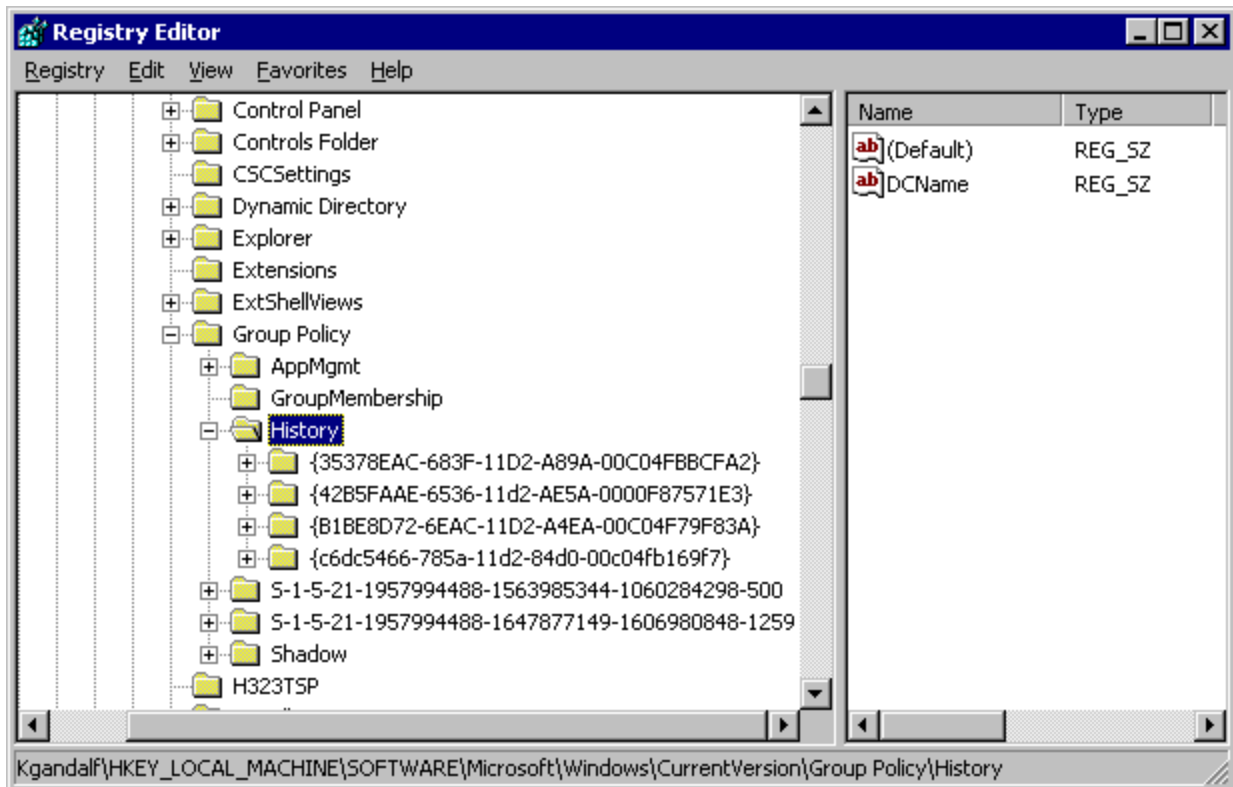 Registry Editor
Registry Edit View Favorites Help
Control Panel
Controls Folder
CSCSettings
Dynamic Directory
Explorer
Extensions
ExtShellViews
Group Policy
AppMgmt
GroupMembership
History
{35378EAC-683F-11D2-A89A-00C04FBBCFA2}
{42B5FAAE-6536-11d2-AE5A-0000F87571E3}
{B1BE8D72-6EAC-11D2-A4EA-00C04F79F83A}
{c6dc5466-785a-11d2-84d0-00c04fb169f7}
S-1-5-21-1957994488-1563985344-1060284298-500
S-1-5-21-1957994488-1647877149-1606980848-1259
Shadow
H323TSP
Name Type
ab (Default) REG_SZ
ab DCName REG_SZ
Kgandalf\HKEY_LOCAL_MACHINE\SOFTWARE\Microsoft\Windows\CurrentVersion\Group Policy\History